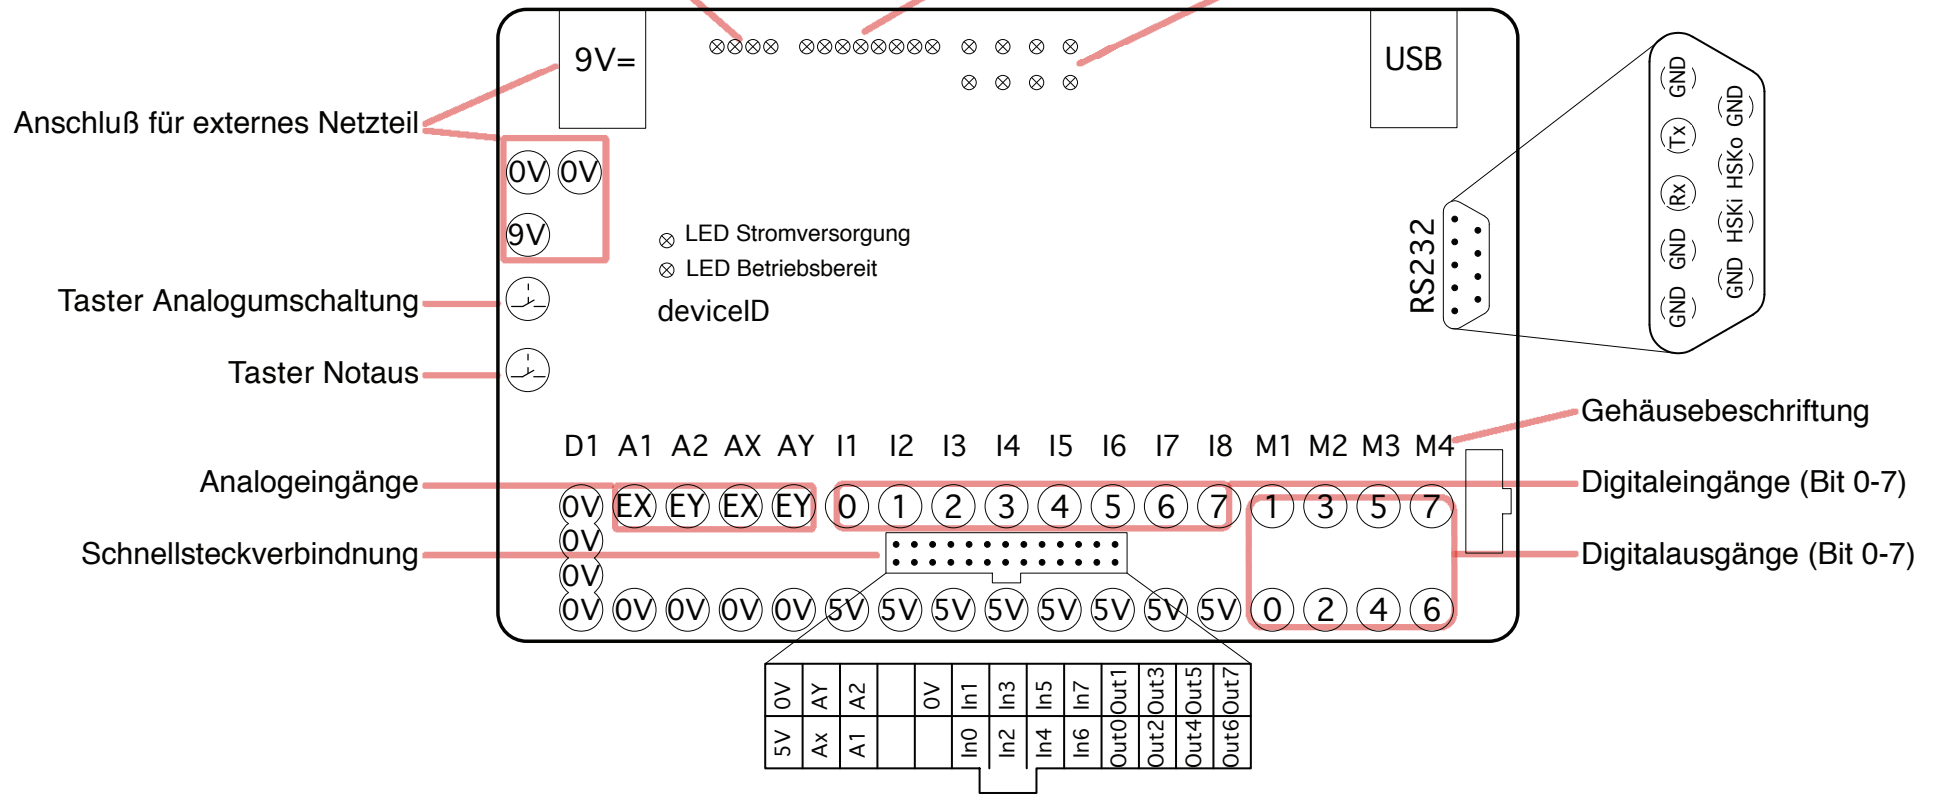 9V=
USB
Anschluß für externes Netzteil
0V 0V
9V
LED Stromversorgung
LED Betriebsbereit
deviceID
Taster Analogumschaltung
Taster Notaus
RS232
GND
Tx
Rx
GND
GND
GND
HSKo
HSKi
GND
Gehäusebeschriftung
D1 A1 A2 AX AY I1 I2 I3 I4 I5 I6 I7 I8 M1 M2 M3 M4
Analogeingänge
0V EX EY EX EY 0 1 2 3 4 5 6 7 1 3 5 7
Digitaleingänge (Bit 0-7)
0V
Schnellsteckverbindnung
Digitalausgänge (Bit 0-7)
0V
0V 0V 0V 0V 0V 5V 5V 5V 5V 5V 5V 5V 5V 0 2 4 6
0V AY A2 0V In1 In3 In5 In7 Out1 Out3 Out5 Out7
5V Ax A1 In0 In2 In4 In6 Out0 Out2 Out4 Out6